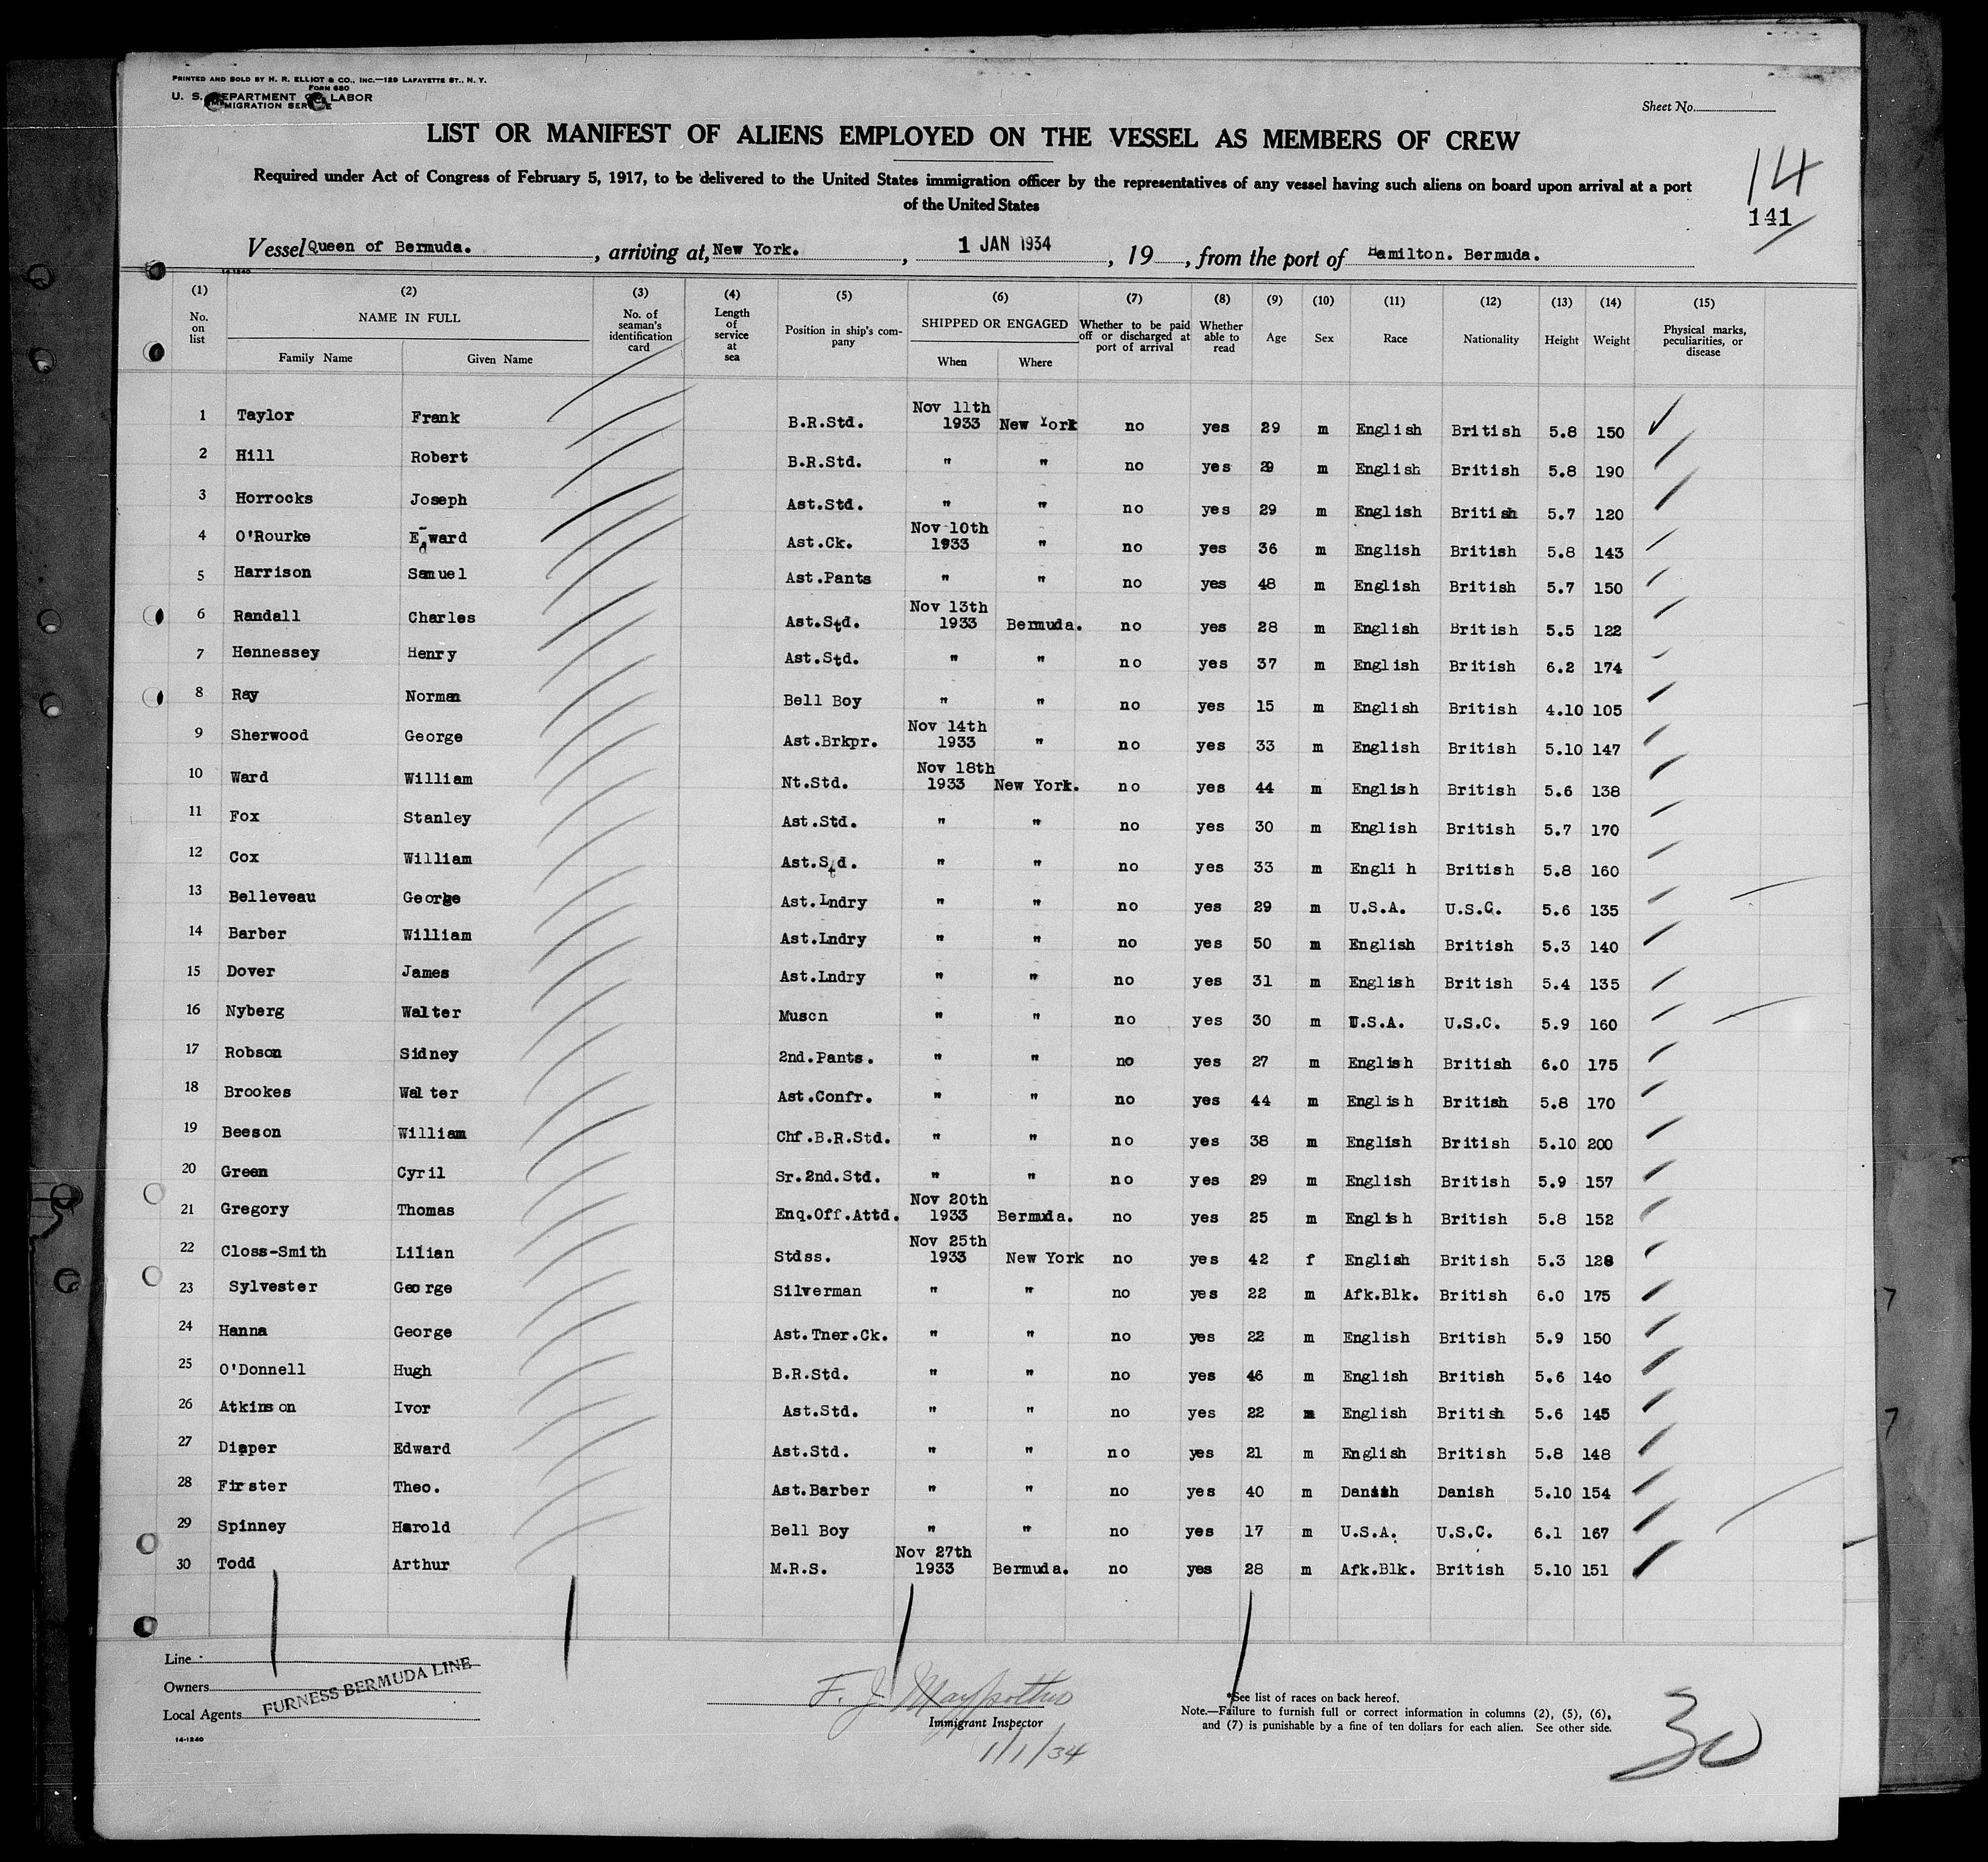 PRINTED AND SOLD BY H. R. ELLIOT & CO., INC.—129 LAFAYETTE ST., N. Y.
FORM 680
U. S. DEPARTMENT OF LABOR
IMMIGRATION SERVICE
Sheet No.
LIST OR MANIFEST OF ALIENS EMPLOYED ON THE VESSEL AS MEMBERS OF CREW
Required under Act of Congress of February 5, 1917, to be delivered to the United States immigration officer by the representatives of any vessel having such aliens on board upon arrival at a port
of the United States
14
141
Vessel Queen of Bermuda. , arriving at, New York. , 1 JAN 1934 , 19 , from the port of Hamilton. Bermuda.
14-1240
(1) (2) (3) (4) (5) (6) (7) (8) (9) (10) (11) (12) (13) (14) (15)
No. on list NAME IN FULL No. of seaman's identification card Length of service at sea Position in ship's company SHIPPED OR ENGAGED Whether to be paid off or discharged at port of arrival Whether able to read Age Sex Race Nationality Height Weight Physical marks, peculiarities, or disease
Family Name Given Name When Where
1 Taylor Frank B.R.Std. Nov 11th 1933 New York no yes 29 m English British 5.8 150
2 Hill Robert B.R.Std. " " no yes 29 m English British 5.8 190
3 Horrocks Joseph Ast.Std. " " no yes 29 m English British 5.7 120
4 O'Rourke Edward Ast.Ck. Nov 10th 1933 " no yes 36 m English British 5.8 143
5 Harrison Samuel Ast.Pants " " no yes 48 m English British 5.7 150
6 Randall Charles Ast.Std. Nov 13th 1933 Bermuda. no yes 28 m English British 5.5 122
7 Hennessey Henry Ast.Std. " " no yes 37 m English British 6.2 174
8 Ray Norman Bell Boy " " no yes 15 m English British 4.10 105
9 Sherwood George Ast.Brkpr. Nov 14th 1933 " no yes 33 m English British 5.10 147
10 Ward William Nt.Std. Nov 18th 1933 New York. no yes 44 m English British 5.6 138
11 Fox Stanley Ast.Std. " " no yes 30 m English British 5.7 170
12 Cox William Ast.Std. " " no yes 33 m Engli h British 5.8 160
13 Belleveau George Ast.Lndry " " no yes 29 m U.S.A. U.S.C. 5.6 135
14 Barber William Ast.Lndry " " no yes 50 m English British 5.3 140
15 Dover James Ast.Lndry " " no yes 31 m English British 5.4 135
16 Nyberg Walter Muscn " " no yes 30 m U.S.A. U.S.C. 5.9 160
17 Robson Sidney 2nd.Pants. " " no yes 27 m English British 6.0 175
18 Brookes Walter Ast.Confr. " " no yes 44 m English British 5.8 170
19 Beeson William Chf.B.R.Std. " " no yes 38 m English British 5.10 200
20 Green Cyril Sr.2nd.Std. " " no yes 29 m English British 5.9 157
21 Gregory Thomas Enq.Off.Attd. Nov 20th 1933 Bermuda. no yes 25 m English British 5.8 152
22 Closs-Smith Lilian Stdss. Nov 25th 1933 New York no yes 42 f English British 5.3 128
23 Sylvester George Silverman " " no yes 22 m Afk.Blk. British 6.0 175
24 Hanna George Ast.Tner.Ck. " " no yes 22 m English British 5.9 150
25 O'Donnell Hugh B.R.Std. " " no yes 46 m English British 5.6 140
26 Atkinson Ivor Ast.Std. " " no yes 22 m English British 5.6 145
27 Diaper Edward Ast.Std. " " no yes 21 m English British 5.8 148
28 Firster Theo. Ast.Barber " " no yes 40 m Danish Danish 5.10 154
29 Spinney Harold Bell Boy " " no yes 17 m U.S.A. U.S.C. 6.1 167
30 Todd Arthur M.R.S. Nov 27th 1933 Bermuda. no yes 28 m Afk.Blk. British 5.10 151
Line
Owners
Local Agents
FURNESS BERMUDA LINE
14-1240
F. J.
Immigrant Inspector
1/1/34
*See list of races on back hereof.
Note.—Failure to furnish full or correct information in columns (2), (5), (6), and (7) is punishable by a fine of ten dollars for each alien. See other side.
30